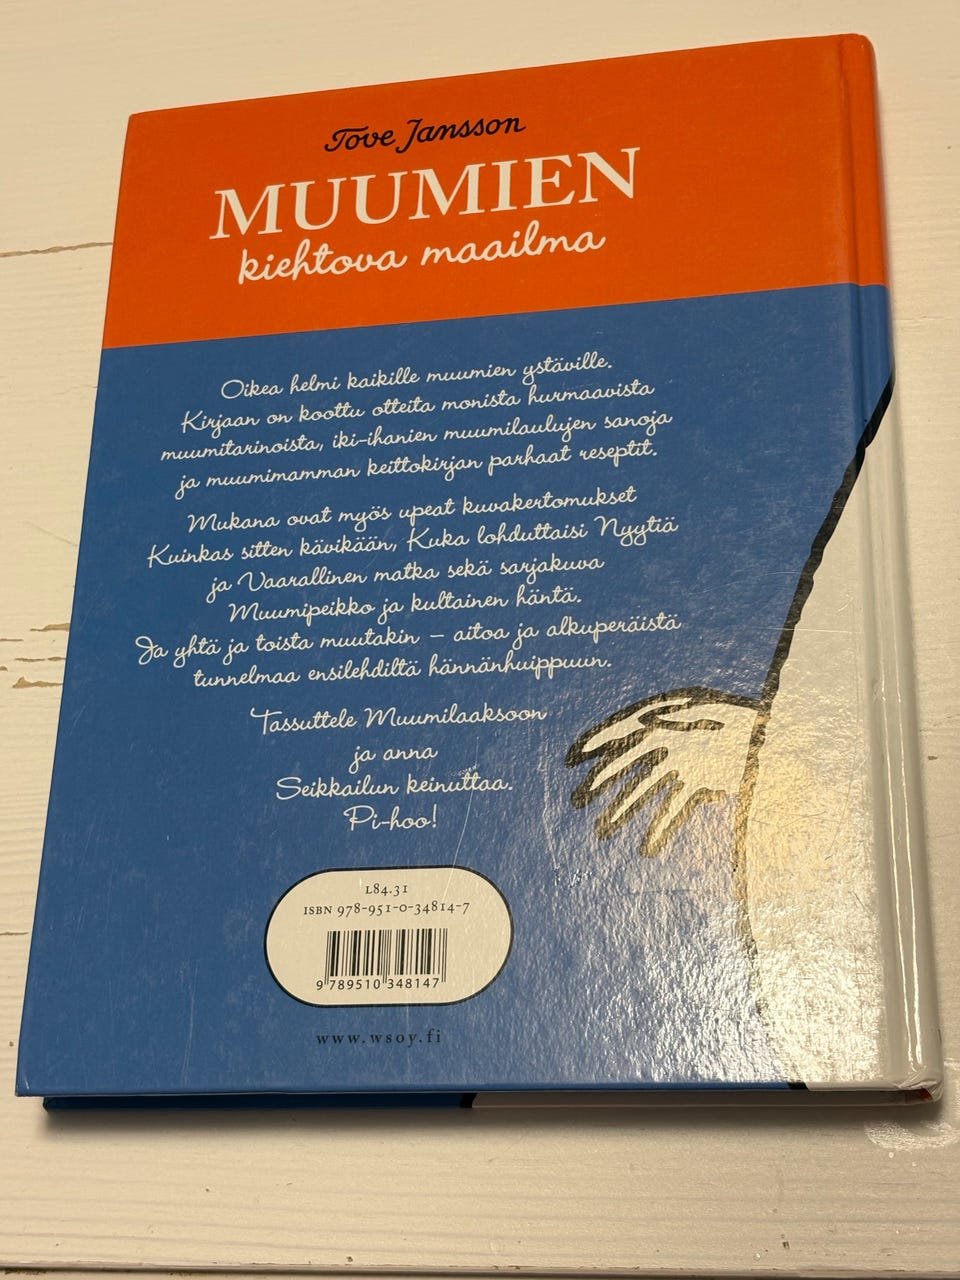 Tove Jansson
MUUMIEN
kiehtova maailma
Oikea helmi kaikille muumien ystäville.
Kirjaan on koottu otteita monista hurmaavista
muumitarinoista, iki-ihanien muumilaulujen sanoja
ja muumimamman keittokirjan parhaat reseptit.
Mukana ovat myös upeat kuvakertomukset
Kuinkas sitten kävikään, Kuka lohduttaisi Nyytiä
ja Vaarallinen matka sekä sarjakuva
Muumipeikko ja kultainen häntä.
Ja yhtä ja toista muutakin – aitoa ja alkuperäistä
tunnelmaa ensilehdiltä hännänhuippuun.
Tassuttele Muumilaaksoon
ja anna
Seikkailun keinuttaa.
Pi-hoo!
L84.31
ISBN 978-951-0-34814-7
9 789510 348147
www.wsoy.fi